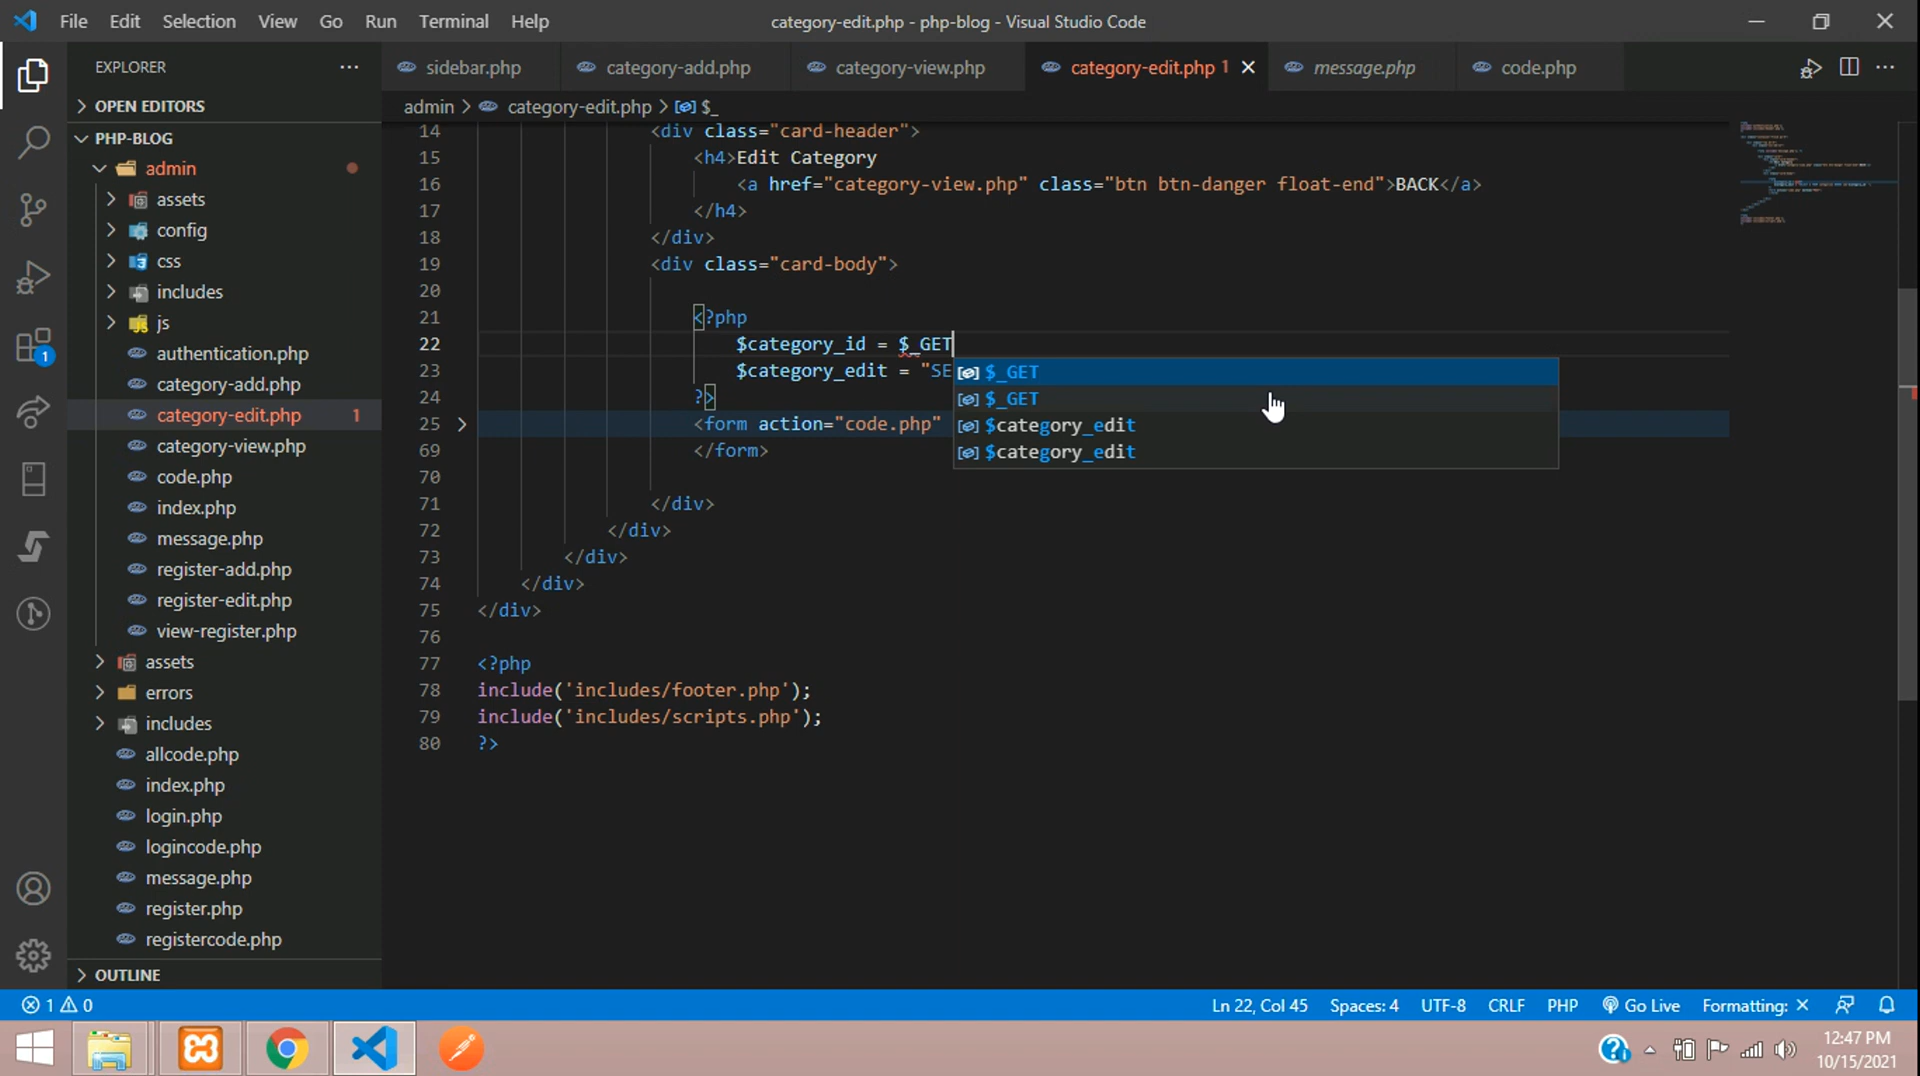 File Edit Selection View Go Run Terminal Help
category-edit.php - php-blog - Visual Studio Code
EXPLORER
sidebar.php category-add.php category-view.php category-edit.php 1 message.php code.php
OPEN EDITORS
admin > category-edit.php > $_
PHP-BLOG
admin
assets
config
css
includes
js
authentication.php
category-add.php
category-edit.php 1
category-view.php
code.php
index.php
message.php
register-add.php
register-edit.php
view-register.php
assets
errors
includes
allcode.php
index.php
login.php
logincode.php
message.php
register.php
registercode.php
OUTLINE
1
14 <div class="card-header">
15 <h4>Edit Category
16 <a href="category-view.php" class="btn btn-danger float-end">BACK</a>
17 </h4>
18 </div>
19 <div class="card-body">
20
21 <?php
22 $category_id = $_GET
23 $category_edit = "SE
24 ?>
25 <form action="code.php"
69 </form>
70
71 </div>
72 </div>
73 </div>
74 </div>
75 </div>
76
77 <?php
78 include('includes/footer.php');
79 include('includes/scripts.php');
80 ?>
$_GET
$_GET
$category_edit
$category_edit
1 0
Ln 22, Col 45 Spaces: 4 UTF-8 CRLF PHP Go Live Formatting: ×
12:47 PM
10/15/2021